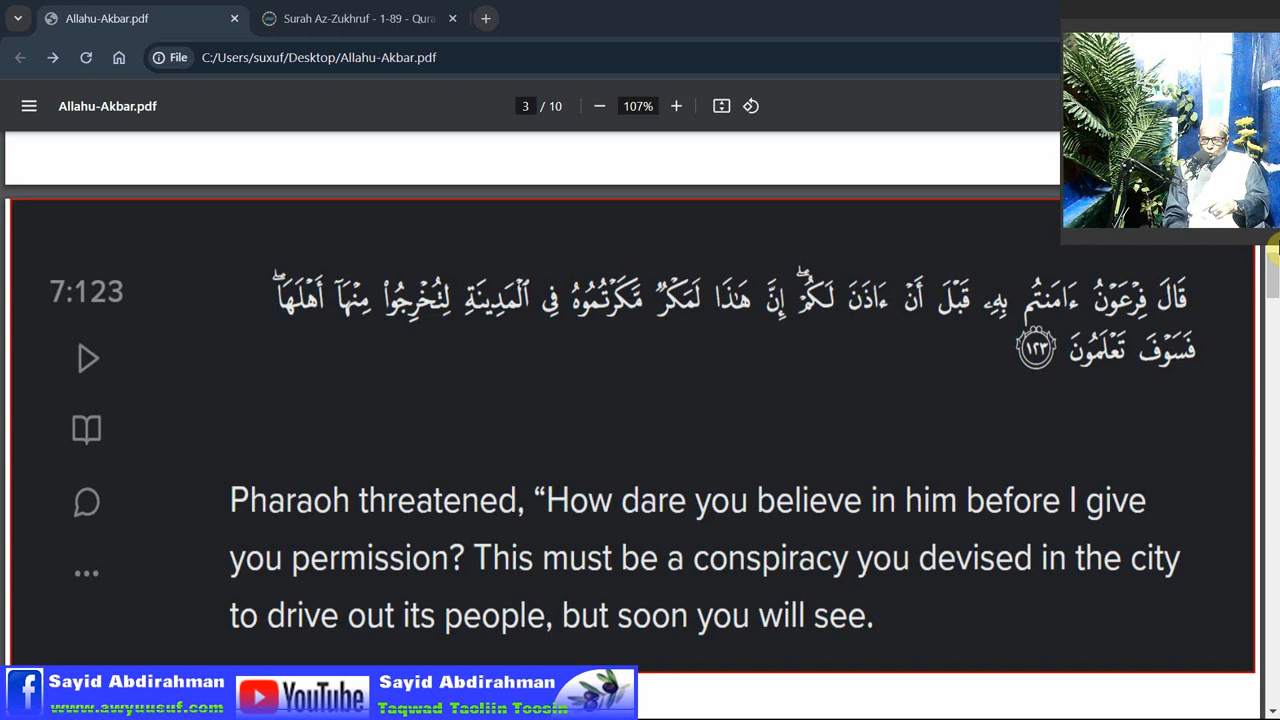 Allahu-Akbar.pdf
Surah Az-Zukhruf - 1-89 - Qura
File
C:/Users/suxuf/Desktop/Allahu-Akbar.pdf
Allahu-Akbar.pdf
3 / 10
107%
7:123
قَالَ فِرْعَوْنُ ءَامَنتُم بِهِۦ قَبْلَ أَنْ ءَاذَنَ لَكُمْ ۖ إِنَّ هَـٰذَا لَمَكْرٌ مَّكَرْتُمُوهُ فِى ٱلْمَدِينَةِ لِتُخْرِجُوا۟ مِنْهَآ أَهْلَهَا ۖ
فَسَوْفَ تَعْلَمُونَ ١٢٣
Pharaoh threatened, “How dare you believe in him before I give
you permission? This must be a conspiracy you devised in the city
to drive out its people, but soon you will see.
Sayid Abdirahman
www.awyuusuf.com
YouTube
Sayid Abdirahman
Taqwad Taoliin Toosin